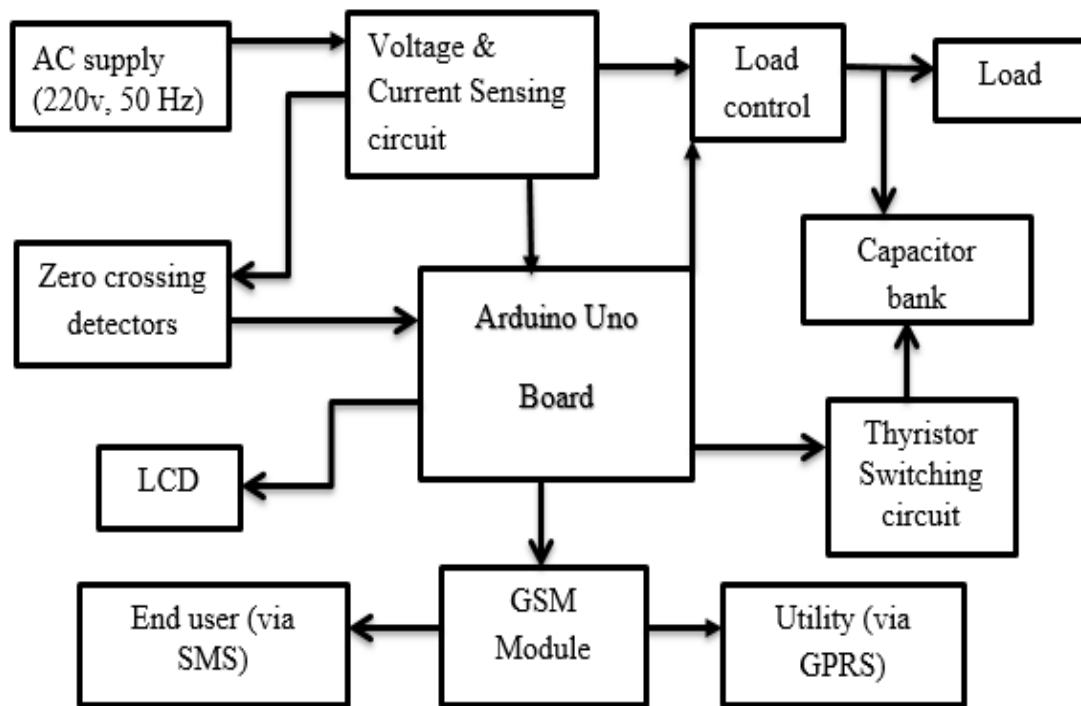 AC supply
(220v, 50 Hz)
Voltage &
Current Sensing
circuit
Load
control
Load
Zero crossing
detectors
Arduino Uno
Board
Capacitor
bank
LCD
Thyristor
Switching
circuit
End user (via
SMS)
GSM
Module
Utility (via
GPRS)